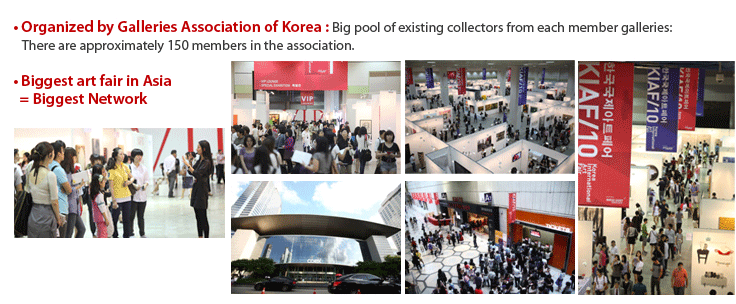 • Organized by Galleries Association of Korea : Big pool of existing collectors from each member galleries:
There are approximately 150 members in the association.
• Biggest art fair in Asia
= Biggest Network
VIP
한국국제아트페어
KIAF/10
Korea
International
Art